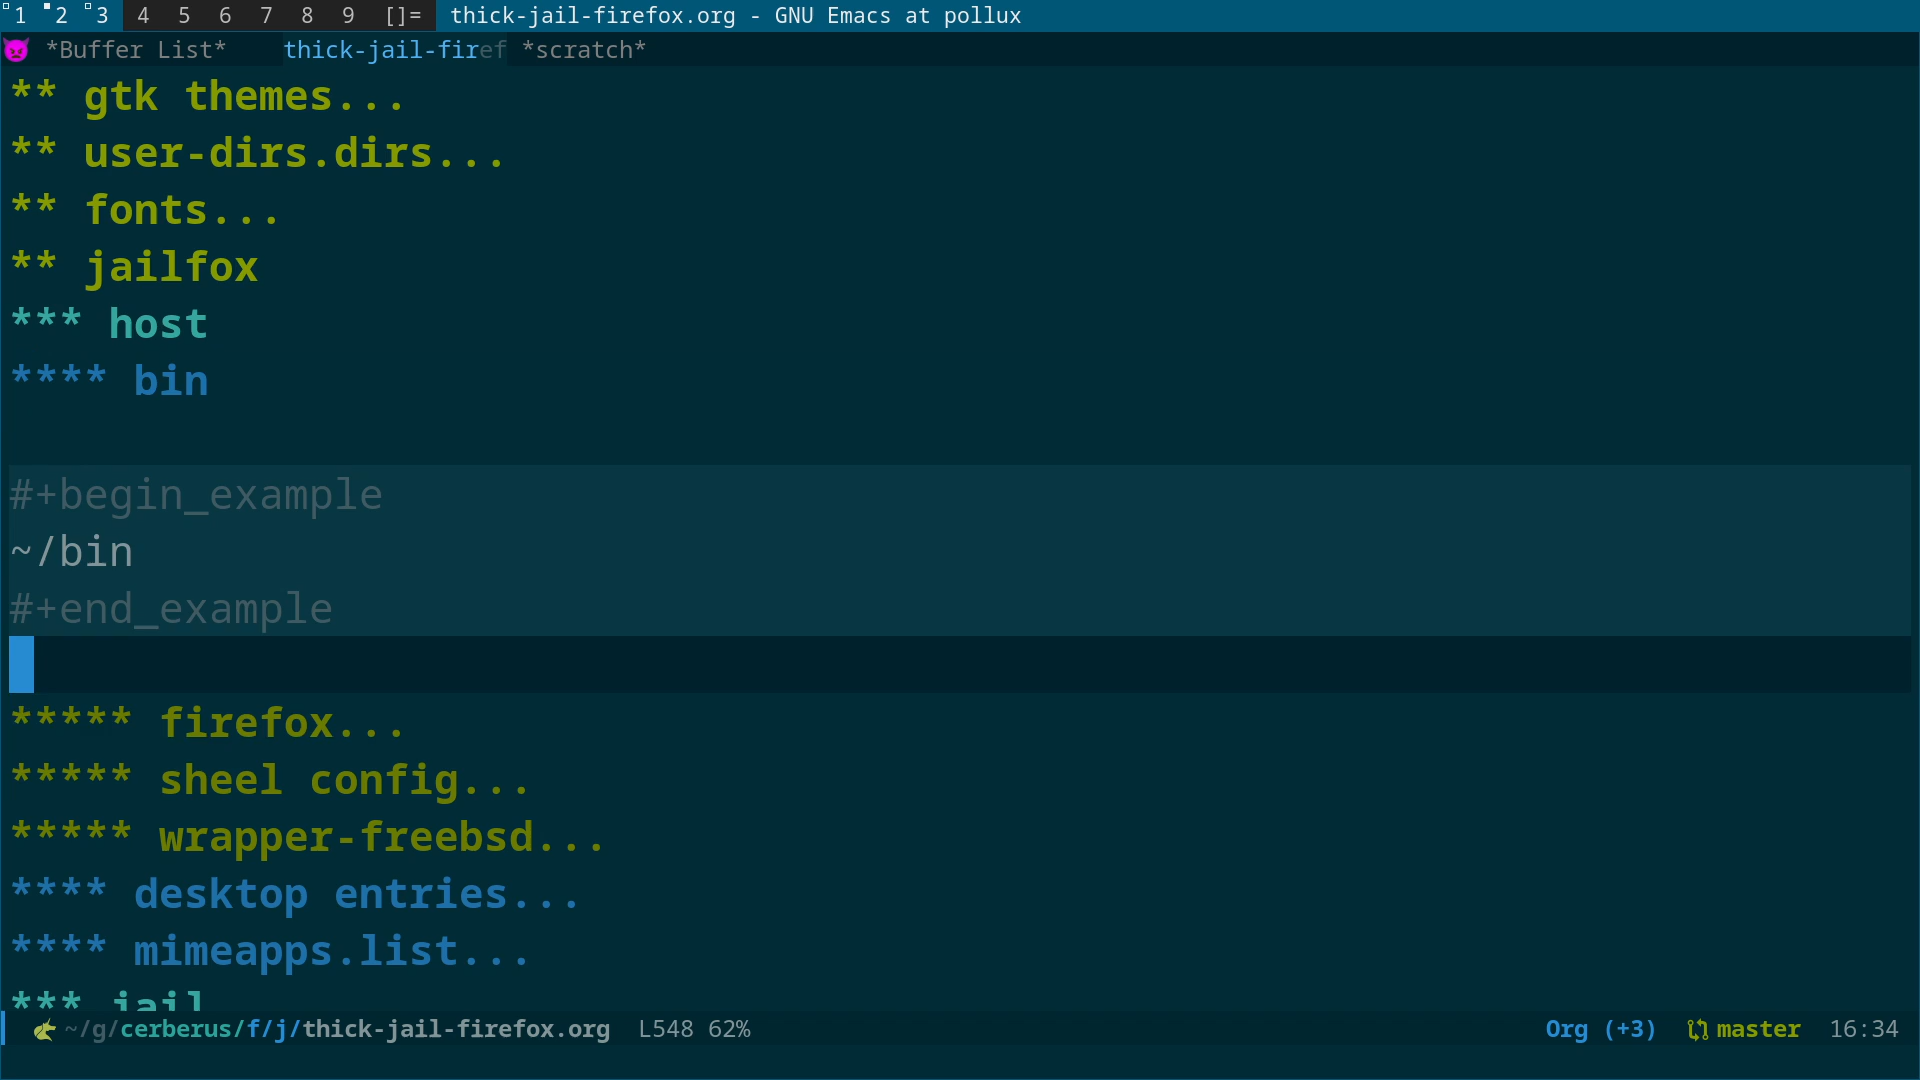 1 2 3 4 5 6 7 8 9 []= thick-jail-firefox.org - GNU Emacs at pollux
*Buffer List* thick-jail-firef *scratch*
** gtk themes...
** user-dirs.dirs...
** fonts...
** jailfox
*** host
**** bin
#+begin_example
~/bin
#+end_example
***** firefox...
***** sheel config...
***** wrapper-freebsd...
**** desktop entries...
**** mimeapps.list...
*** jail
~/g/cerberus/f/j/thick-jail-firefox.org L548 62% Org (+3) master 16:34